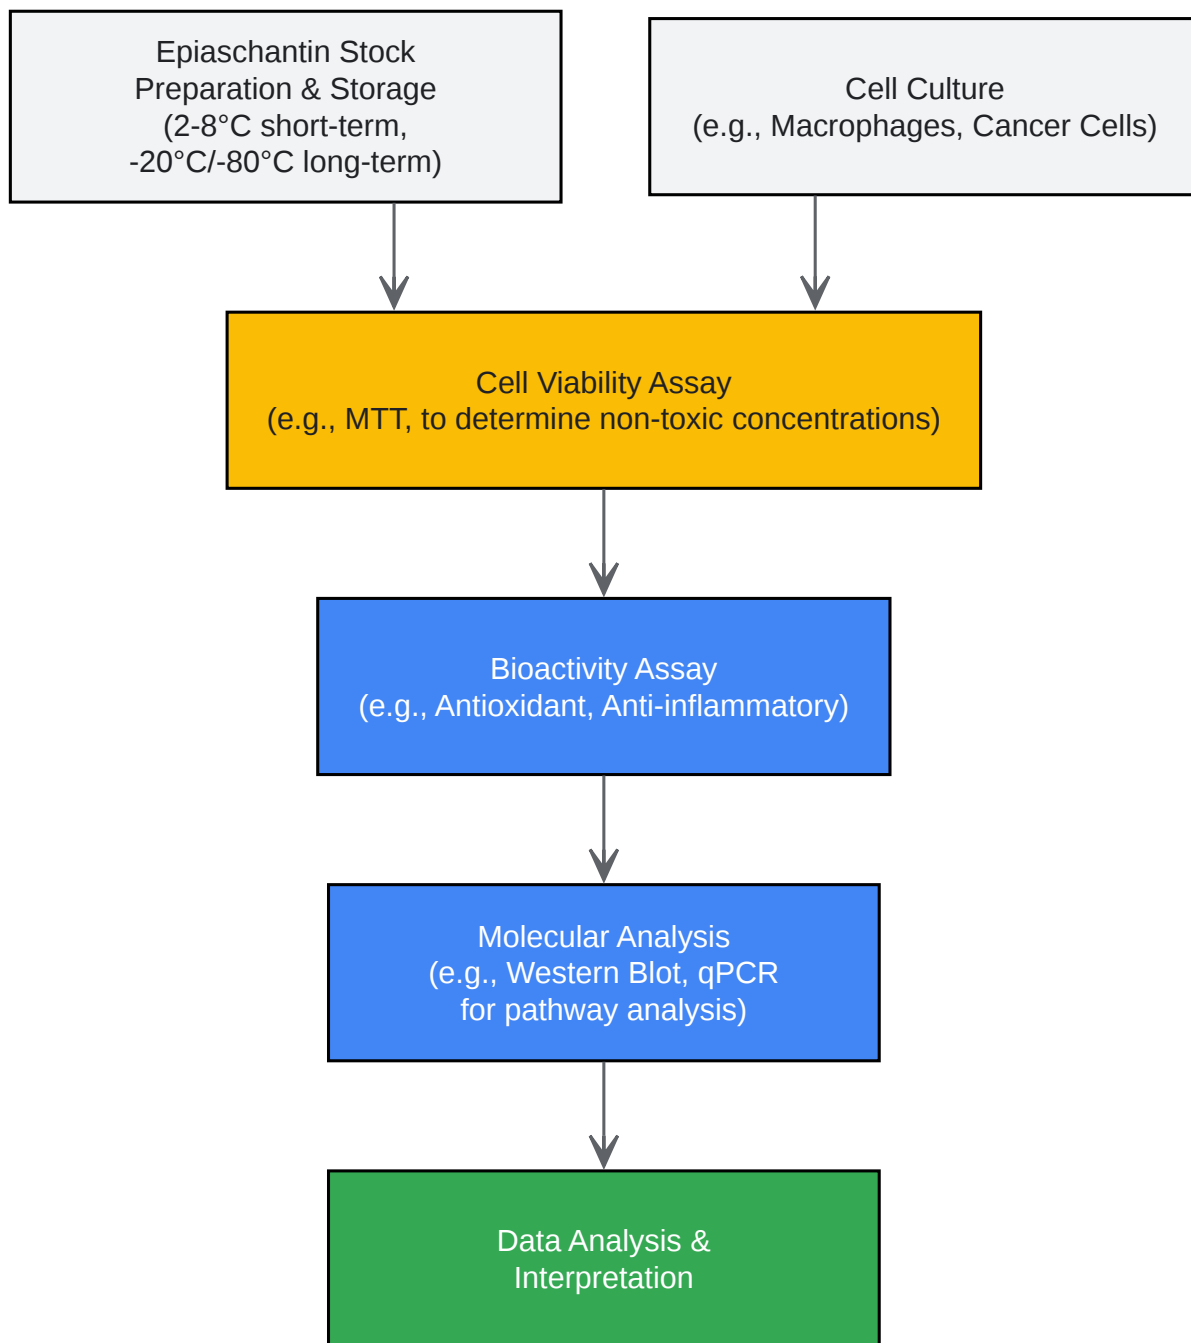 Epiaschantin Stock
Preparation & Storage
(2-8°C short-term,
-20°C/-80°C long-term)
Cell Culture
(e.g., Macrophages, Cancer Cells)
Cell Viability Assay
(e.g., MTT, to determine non-toxic concentrations)
Bioactivity Assay
(e.g., Antioxidant, Anti-inflammatory)
Molecular Analysis
(e.g., Western Blot, qPCR
for pathway analysis)
Data Analysis &
Interpretation